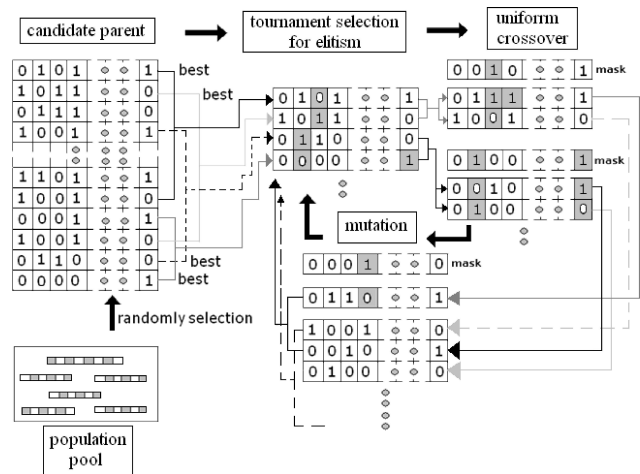 candidate parent
0 1 0 1 1 best
1 0 1 1 0 best
0 1 1 1 0
1 0 0 1 1
1 1 0 1 1
1 0 0 1 0
0 0 0 1 1
1 0 0 1 0
0 1 1 0 0 best
0 0 0 0 1 best
randomly selection
population
pool
tournament selection
for elitism
0 1 0 1 1
1 0 1 1 0
0 1 1 0 0
0 0 0 0 1
uniform
crossover
0 0 1 0 1 mask
0 1 1 1 1
1 0 0 1 0
0 1 0 0 1 mask
0 0 1 0 1
0 1 0 0 0
mutation
0 0 0 1 0 mask
0 1 1 0 1
1 0 0 1 0
0 0 1 0 1
0 1 0 0 0